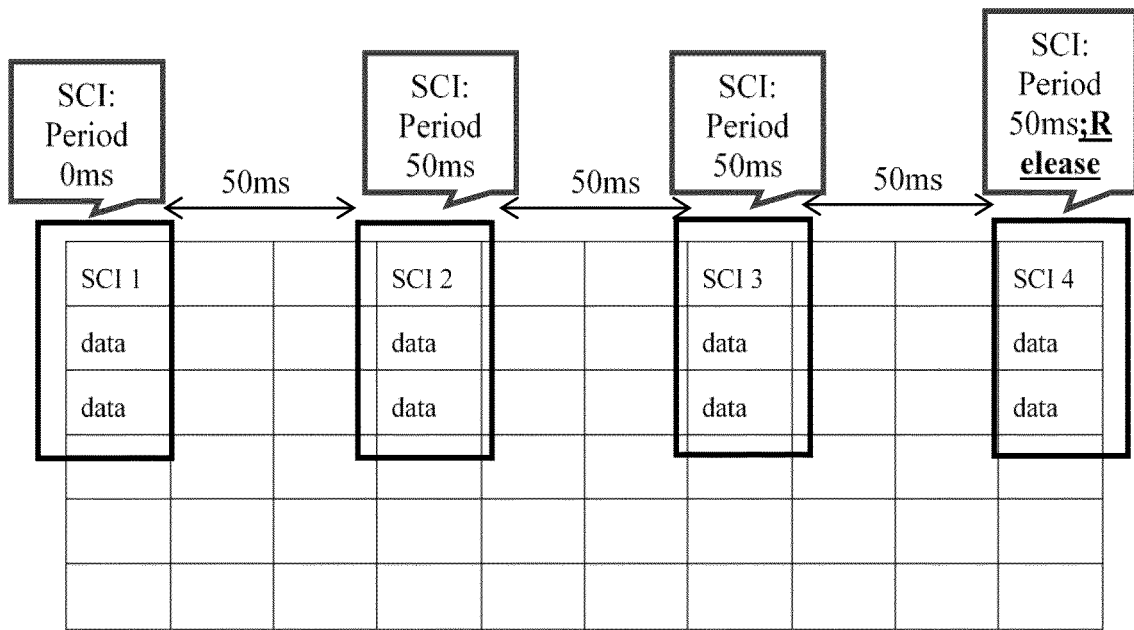 SCI:
Period
0ms
SCI:
Period
50ms
SCI:
Period
50ms
SCI:
Period
50ms;R
elease
50ms
50ms
50ms
SCI 1
SCI 2
SCI 3
SCI 4
data
data
data
data
data
data
data
data